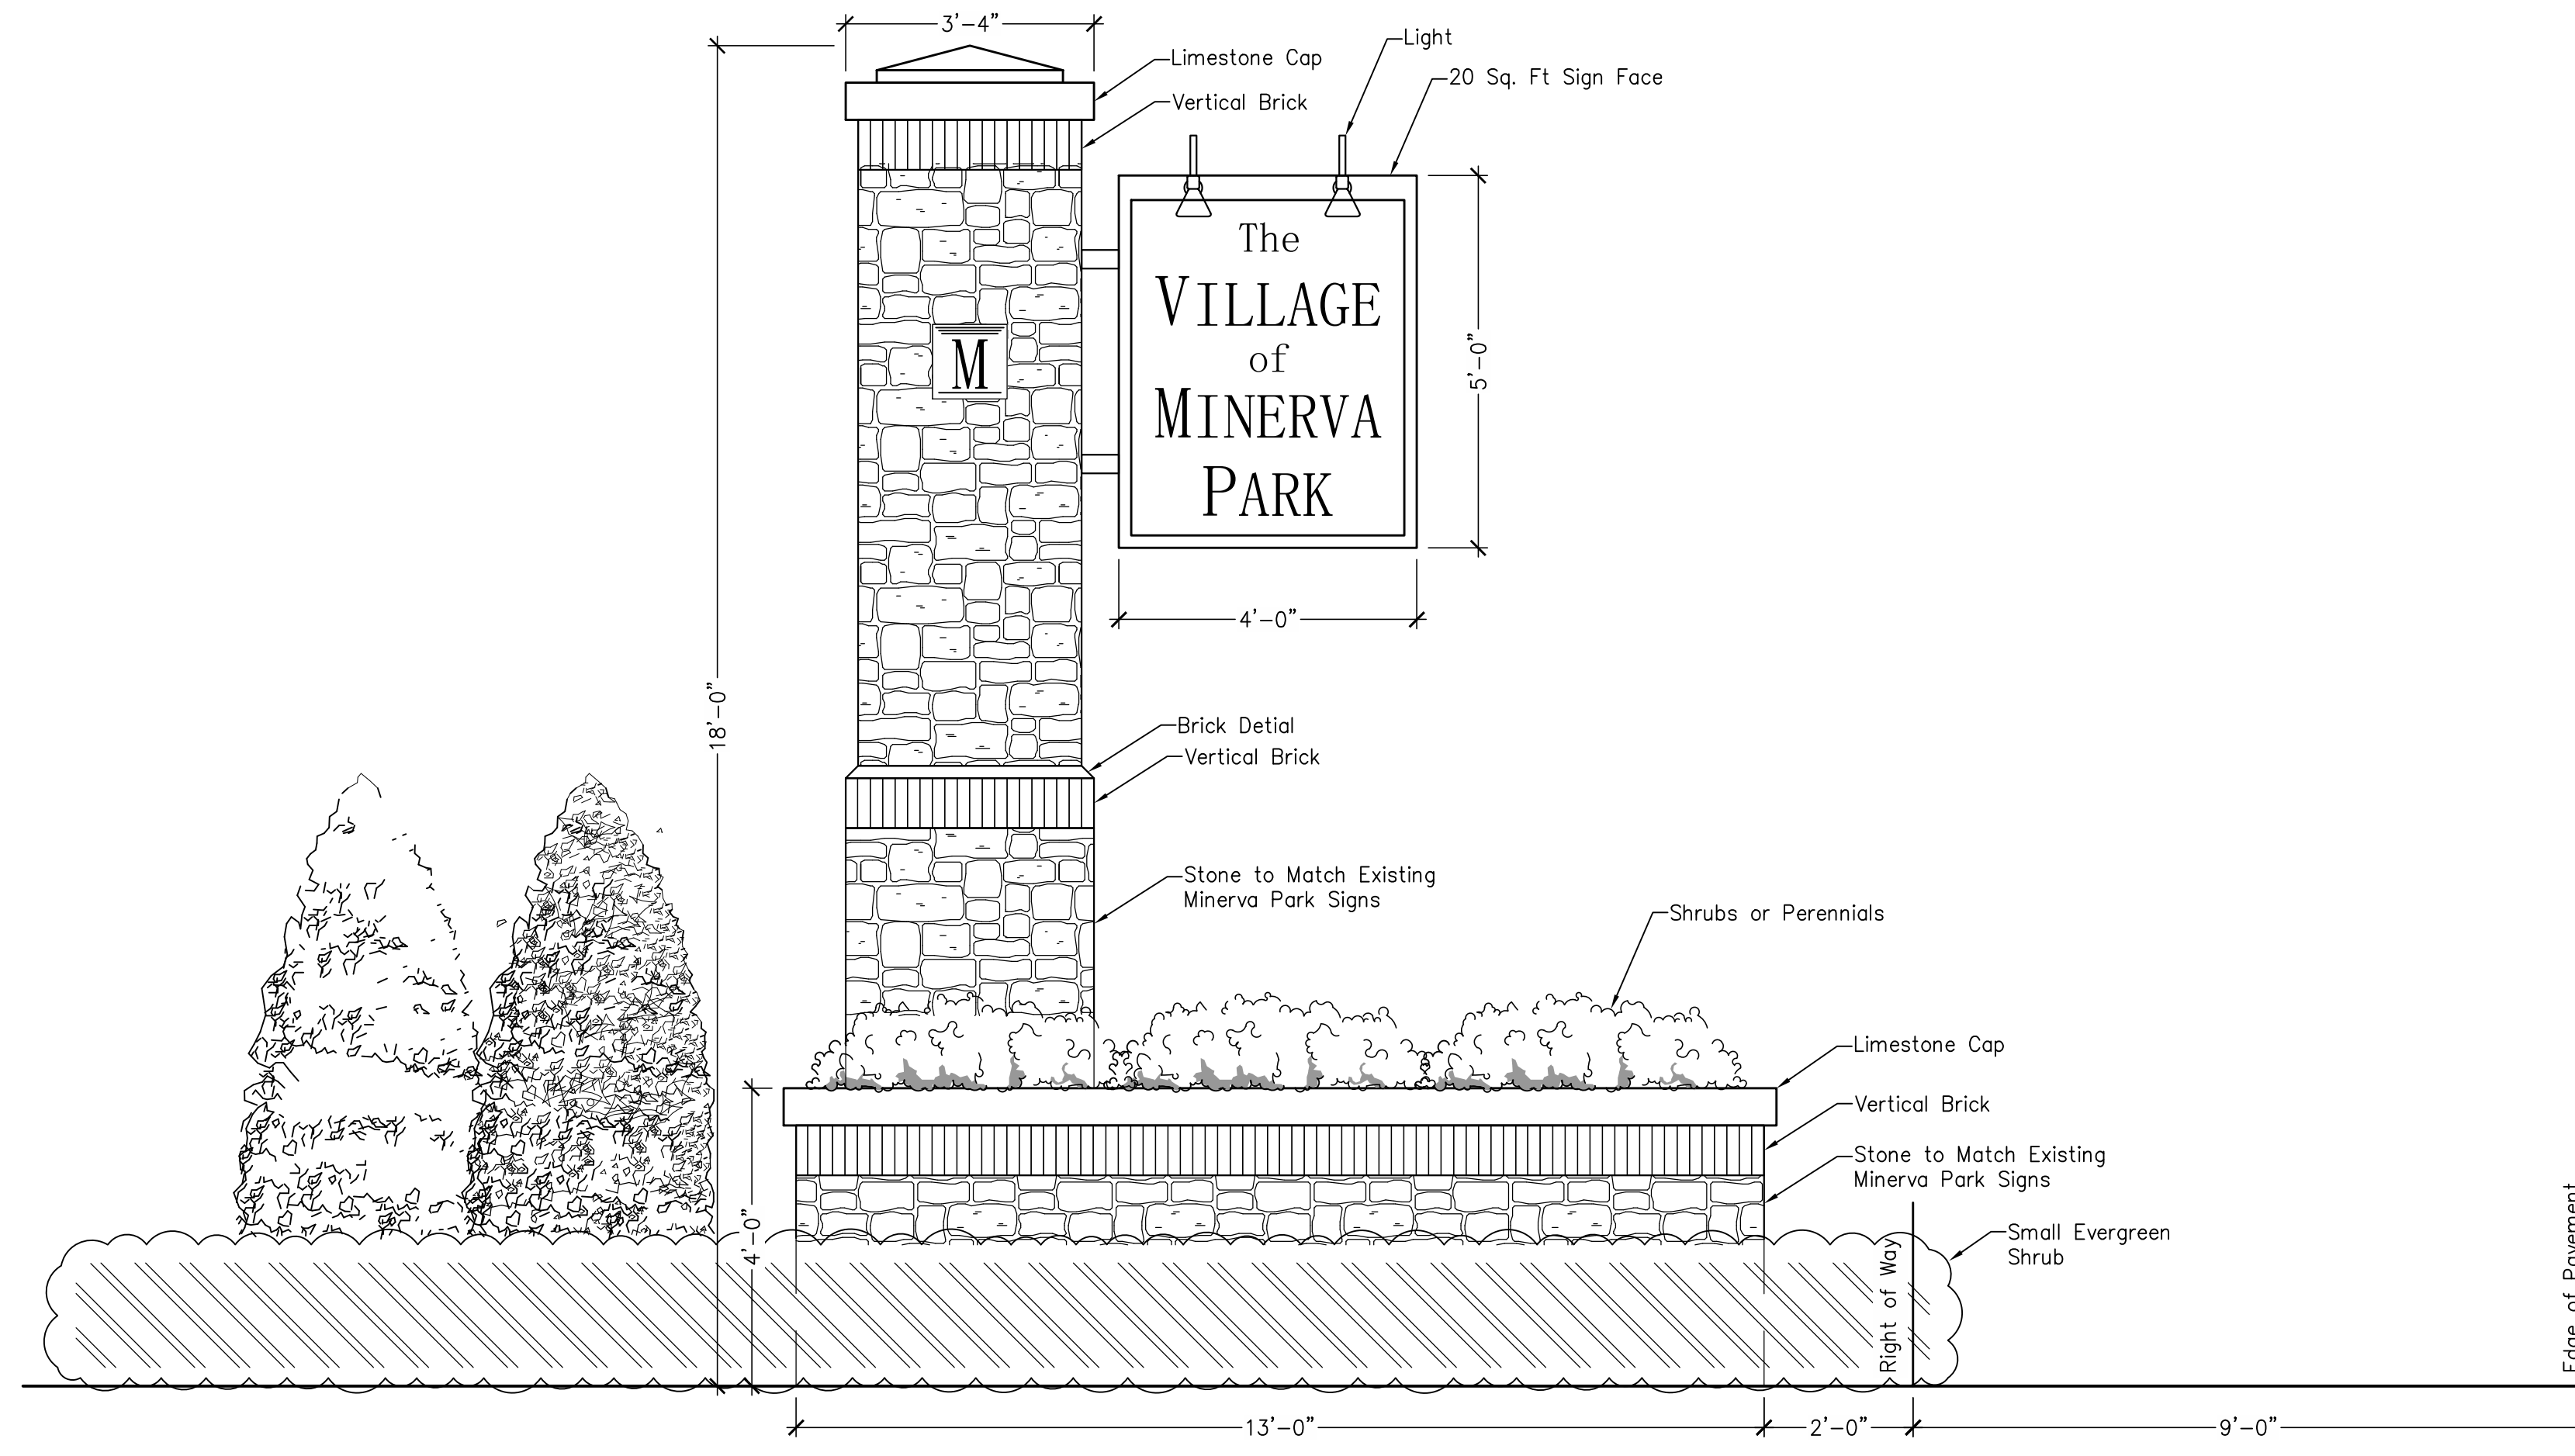 3'-4"
Light
Limestone Cap
20 Sq. Ft Sign Face
Vertical Brick
The
VILLAGE
of
MINERVA
PARK
M
5'-0"
4'-0"
18'-0"
Brick Detial
Vertical Brick
Stone to Match Existing
Minerva Park Signs
Shrubs or Perennials
Limestone Cap
Vertical Brick
Stone to Match Existing
Minerva Park Signs
Small Evergreen
Shrub
4'-0"
Right of Way
Edge of Pavement
13'-0"
2'-0"
9'-0"